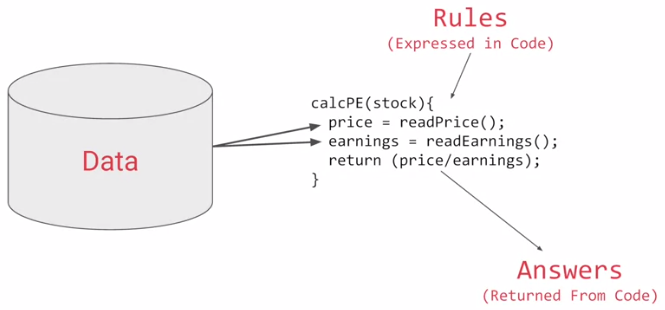 Rules
(Expressed in Code)
calcPE(stock){
  price = readPrice();
  earnings = readEarnings();
  return (price/earnings);
}
Data
Answers
(Returned From Code)